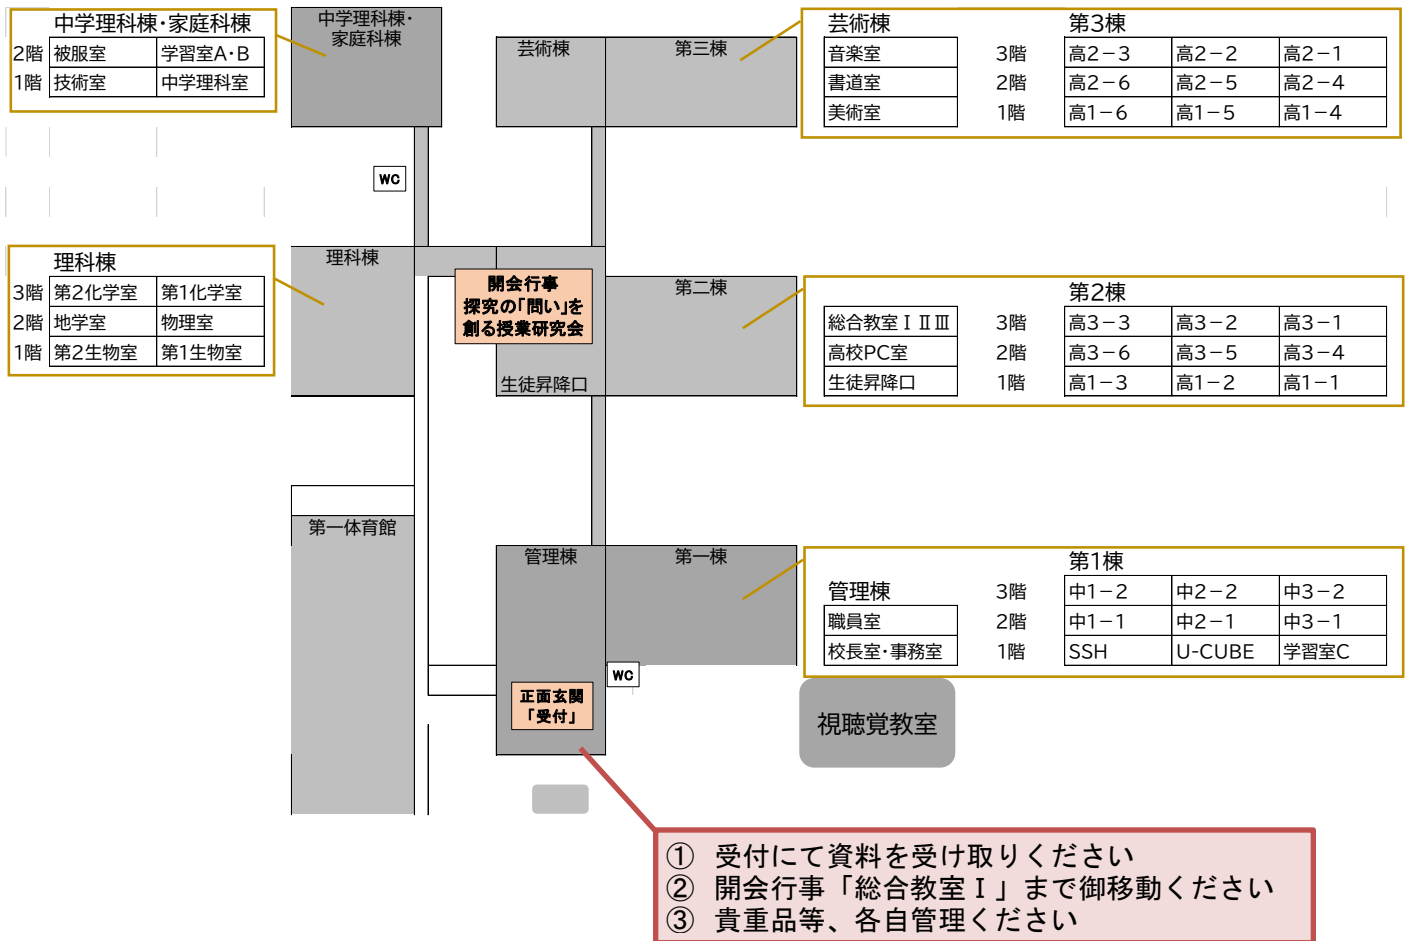 中学理科棟・家庭科棟
2階 被服室 学習室A・B
1階 技術室 中学理科室
中学理科棟・
家庭科棟
芸術棟
第三棟
芸術棟 第3棟
音楽室 3階 高2－3 高2－2 高2－1
書道室 2階 高2－6 高2－5 高2－4
美術室 1階 高1－6 高1－5 高1－4
WC
理科棟
3階 第2化学室 第1化学室
2階 地学室 物理室
1階 第2生物室 第1生物室
理科棟
開会行事
探究の「問い」を
創る授業研究会
生徒昇降口
第二棟
第2棟
総合教室ⅠⅡⅢ 3階 高3－3 高3－2 高3－1
高校PC室 2階 高3－6 高3－5 高3－4
生徒昇降口 1階 高1－3 高1－2 高1－1
第一体育館
管理棟
第一棟
第1棟
管理棟 3階 中1－2 中2－2 中3－2
職員室 2階 中1－1 中2－1 中3－1
校長室・事務室 1階 SSH U-CUBE 学習室C
WC
正面玄関
「受付」
視聴覚教室
① 受付にて資料を受け取りください
② 開会行事「総合教室Ⅰ」まで御移動ください
③ 貴重品等、各自管理ください